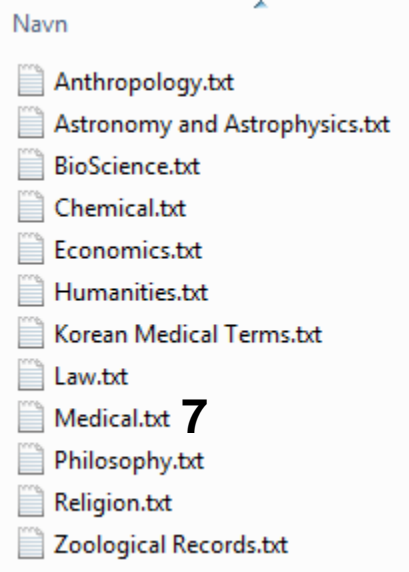 Navn
Anthropology.txt
Astronomy and Astrophysics.txt
BioScience.txt
Chemical.txt
Economics.txt
Humanities.txt
Korean Medical Terms.txt
Law.txt
Medical.txt 7
Philosophy.txt
Religion.txt
Zoological Records.txt